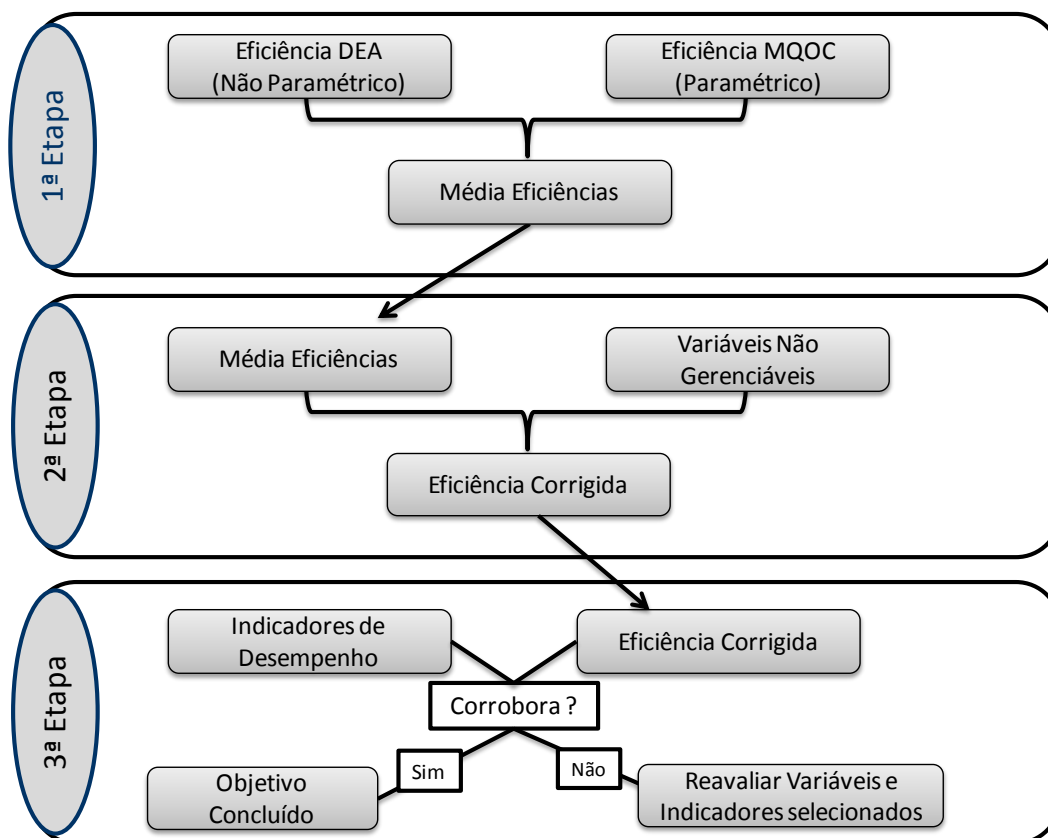 1ª Etapa
Eficiência DEA
(Não Paramétrico)
Eficiência MQOC
(Paramétrico)
Média Eficiências
2ª Etapa
Média Eficiências
Variáveis Não
Gerenciáveis
Eficiência Corrigida
3ª Etapa
Indicadores de
Desempenho
Eficiência Corrigida
Corrobora ?
Sim
Não
Objetivo
Concluído
Reavaliar Variáveis e
Indicadores selecionados